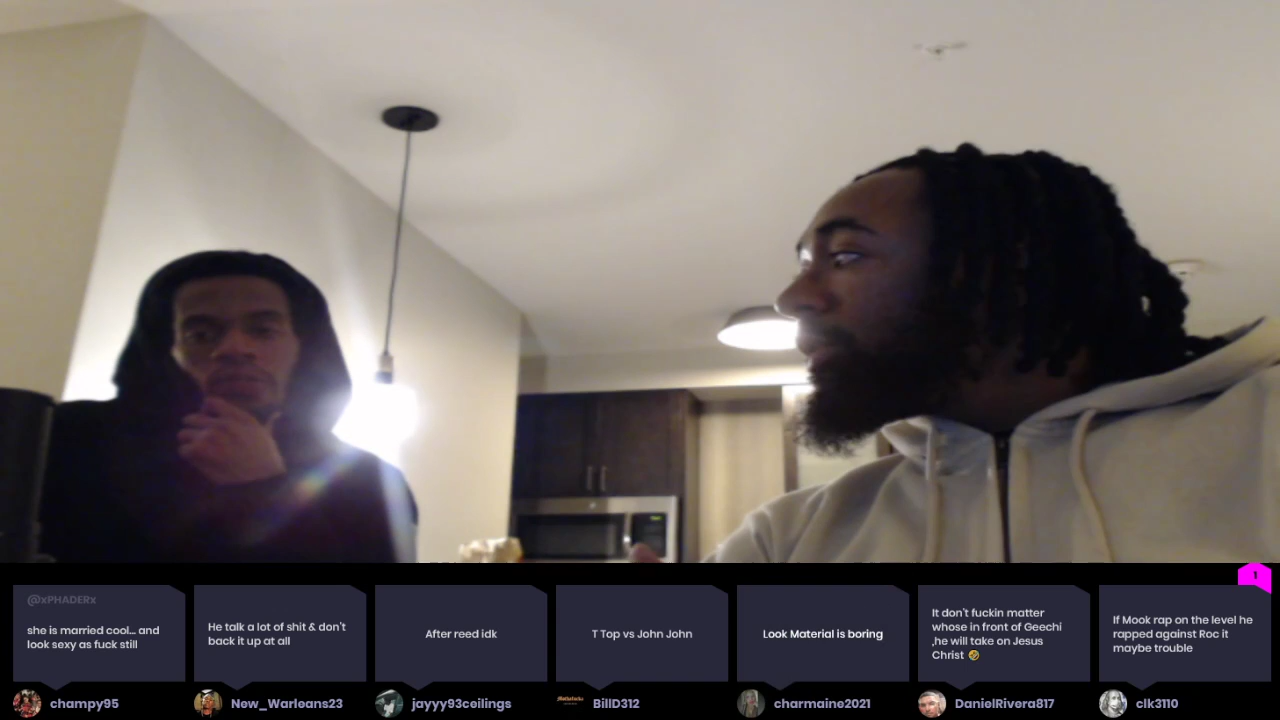 @xPHADERx
she is married cool... and
look sexy as fuck still
champy95
He talk a lot of shit & don't
back it up at all
New_Warleans23
After reed idk
jayyy93ceilings
T Top vs John John
BillD312
Look Material is boring
charmaine2021
It don't fuckin matter
whose in front of Geechi
,he will take on Jesus
Christ 🤣
DanielRivera817
1
If Mook rap on the level he
rapped against Roc it
maybe trouble
clk3110